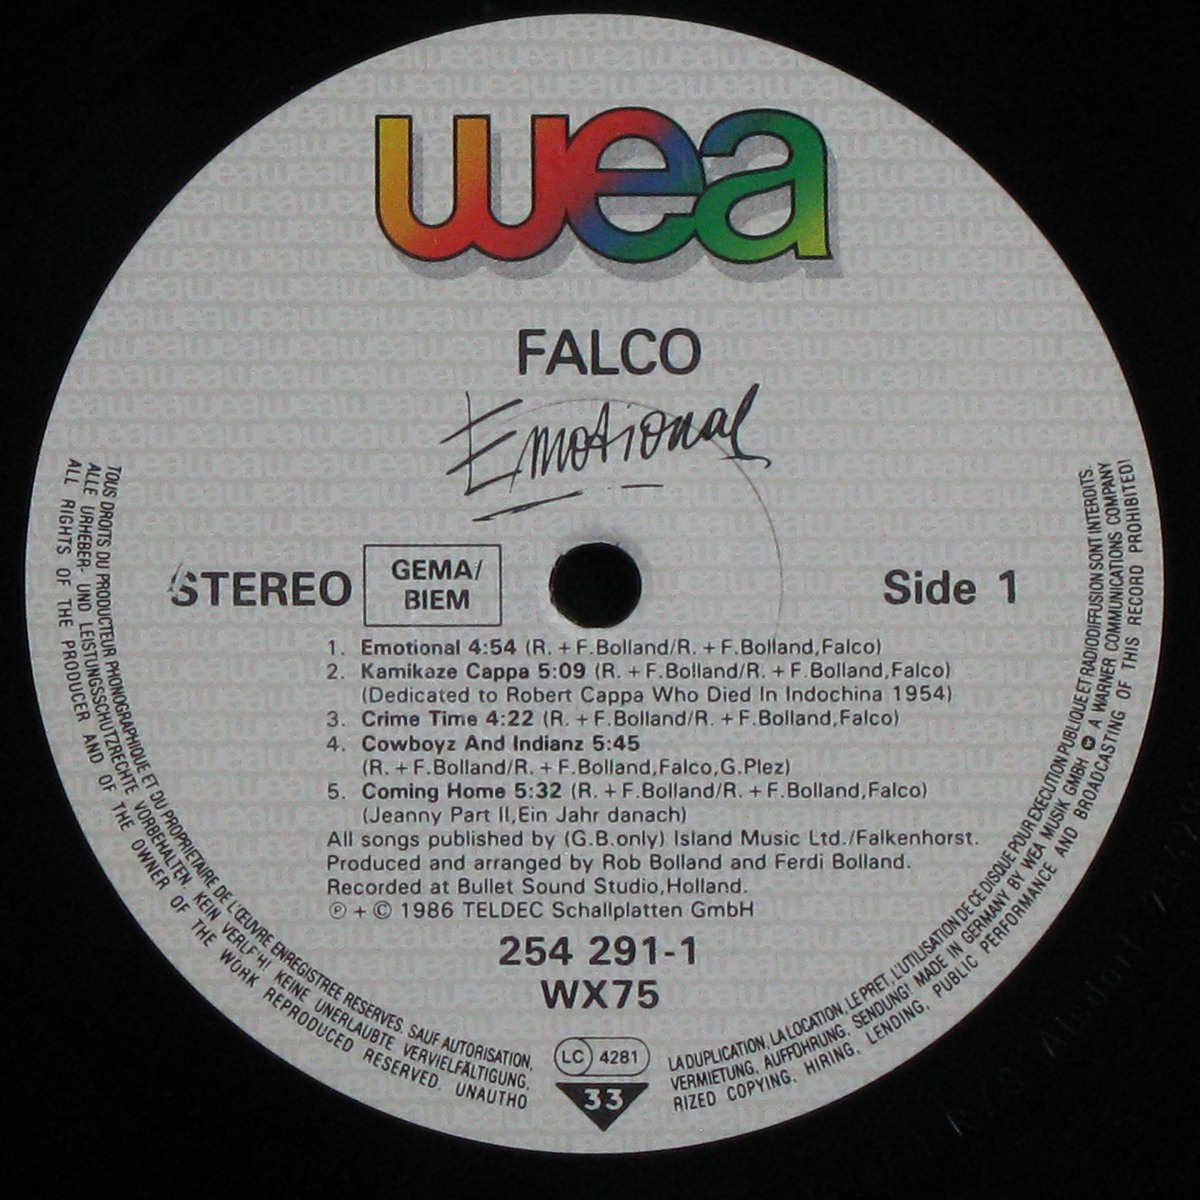 wea
FALCO
Emotional
STEREO
GEMA/
BIEM
Side 1
1. Emotional 4:54 (R. + F.Bolland/R. + F.Bolland,Falco)
2. Kamikaze Cappa 5:09 (R. + F.Bolland/R. + F.Bolland,Falco)
(Dedicated to Robert Cappa Who Died In Indochina 1954)
3. Crime Time 4:22 (R. + F.Bolland/R. + F.Bolland,Falco)
4. Cowboyz And Indianz 5:45
(R. + F.Bolland/R. + F.Bolland,Falco,G.Plez)
5. Coming Home 5:32 (R. + F.Bolland/R. + F.Bolland,Falco)
(Jeanny Part II,Ein Jahr danach)
All songs published by (G.B.only) Island Music Ltd./Falkenhorst.
Produced and arranged by Rob Bolland and Ferdi Bolland.
Recorded at Bullet Sound Studio,Holland.
℗ + © 1986 TELDEC Schallplatten GmbH
254 291-1
WX75
LC 4281
33
TOUS DROITS DU PRODUCTEUR PHONOGRAPHIQUE ET DU PROPRIETAIRE DE L'ŒUVRE ENREGISTREE RESERVES. SAUF AUTORISATION, LA DUPLICATION, LA LOCATION, LE PRET, L'UTILISATION DE CE DISQUE POUR EXECUTION PUBLIQUE ET RADIODIFFUSION SONT INTERDITS.
ALLE URHEBER- UND LEISTUNGSSCHUTZRECHTE VORBEHALTEN. KEIN VERLEIH! KEINE UNERLAUBTE VERVIELFÄLTIGUNG, VERMIETUNG, AUFFÜHRUNG, SENDUNG! MADE IN GERMANY BY WEA MUSIK GMBH A WARNER COMMUNICATIONS COMPANY
ALL RIGHTS OF THE PRODUCER AND OF THE OWNER OF THE WORK REPRODUCED RESERVED. UNAUTHO RIZED COPYING, HIRING, LENDING, PUBLIC PERFORMANCE AND BROADCASTING OF THIS RECORD PROHIBITED!